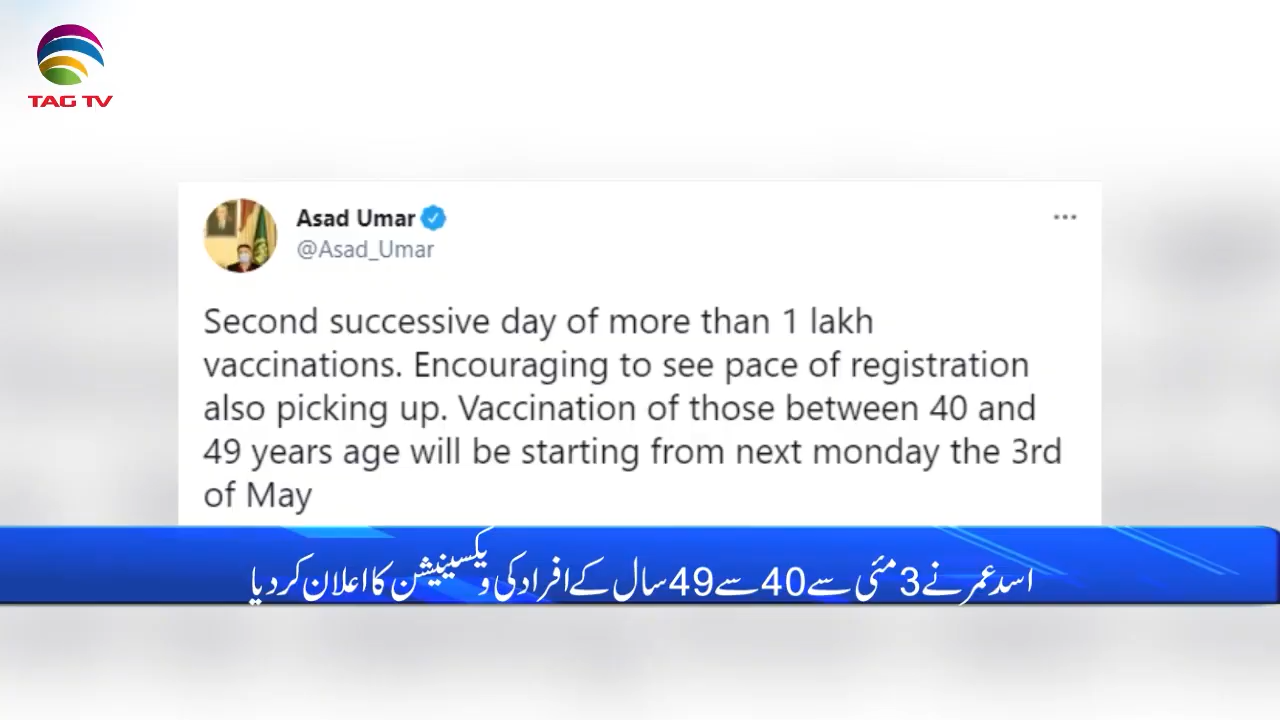 TAG TV
Asad Umar
@Asad_Umar
Second successive day of more than 1 lakh
vaccinations. Encouraging to see pace of registration
also picking up. Vaccination of those between 40 and
49 years age will be starting from next monday the 3rd
of May
اسد عمر نے 3 مئی سے 40 سے 49 سال کے افراد کی ویکسینیشن کا اعلان کر دیا